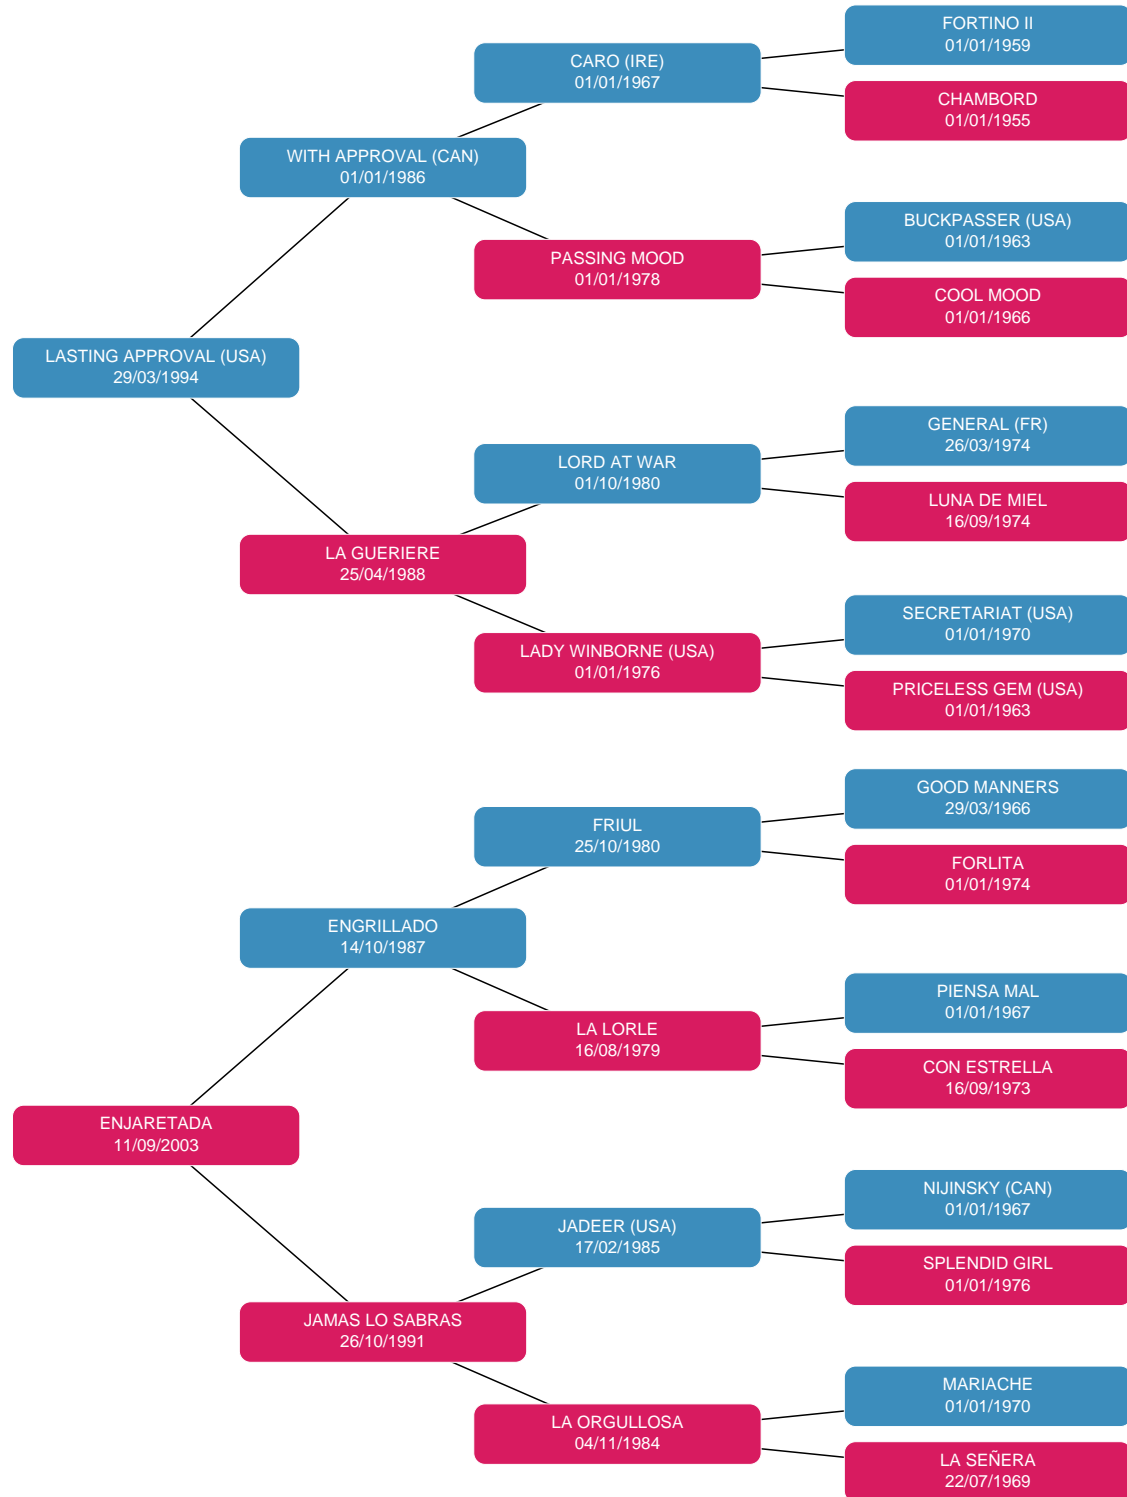 FORTINO II
01/01/1959
CARO (IRE)
01/01/1967
CHAMBORD
01/01/1955
WITH APPROVAL (CAN)
01/01/1986
BUCKPASSER (USA)
01/01/1963
PASSING MOOD
01/01/1978
COOL MOOD
01/01/1966
LASTING APPROVAL (USA)
29/03/1994
GENERAL (FR)
26/03/1974
LORD AT WAR
01/10/1980
LUNA DE MIEL
16/09/1974
LA GUERIERE
25/04/1988
SECRETARIAT (USA)
01/01/1970
LADY WINBORNE (USA)
01/01/1976
PRICELESS GEM (USA)
01/01/1963
GOOD MANNERS
29/03/1966
FRIUL
25/10/1980
FORLITA
01/01/1974
ENGRILLADO
14/10/1987
PIENSA MAL
01/01/1967
LA LORLE
16/08/1979
CON ESTRELLA
16/09/1973
ENJARETADA
11/09/2003
NIJINSKY (CAN)
01/01/1967
JADEER (USA)
17/02/1985
SPLENDID GIRL
01/01/1976
JAMAS LO SABRAS
26/10/1991
MARIACHE
01/01/1970
LA ORGULLOSA
04/11/1984
LA SEÑERA
22/07/1969